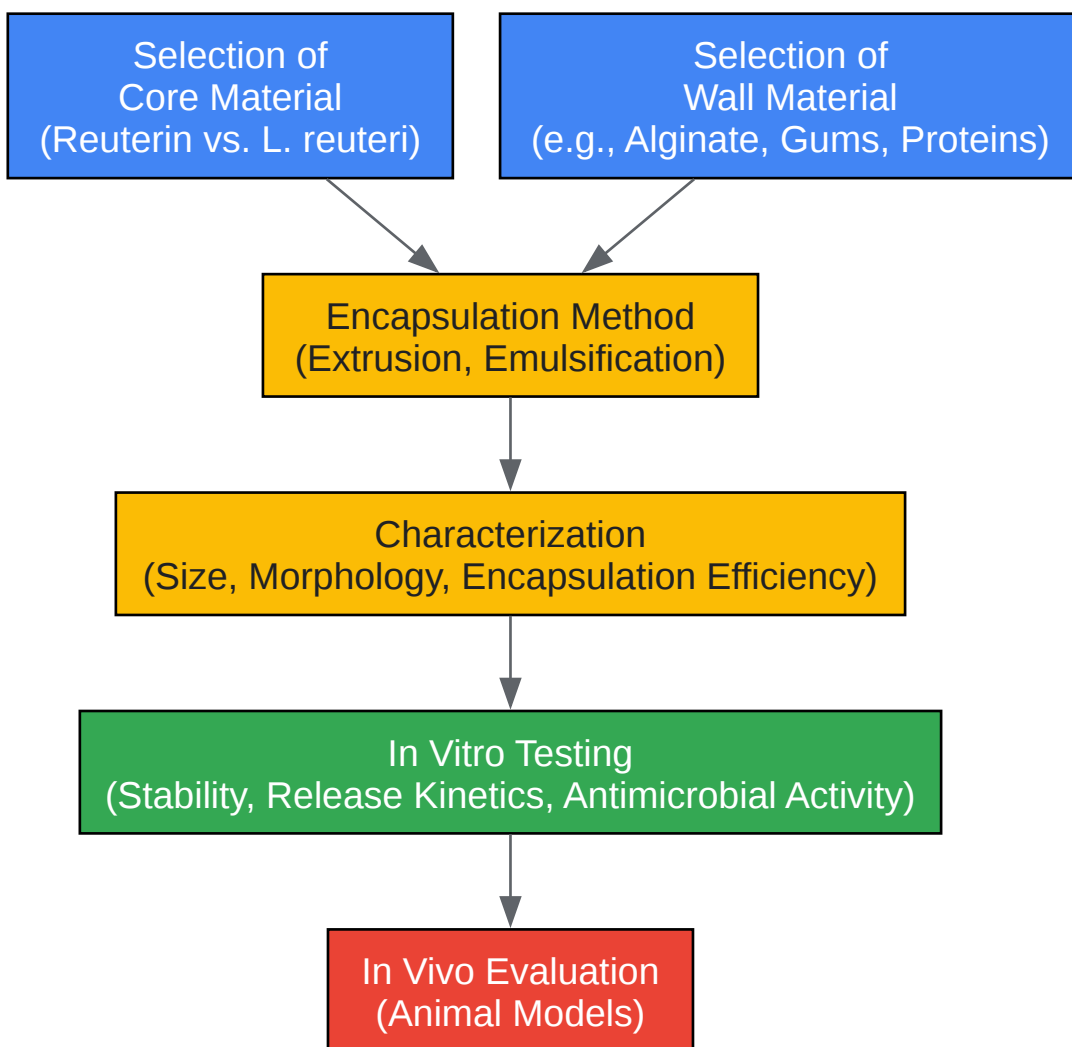 Selection of
Core Material
(Reuterin vs. L. reuteri)
Selection of
Wall Material
(e.g., Alginate, Gums, Proteins)
Encapsulation Method
(Extrusion, Emulsification)
Characterization
(Size, Morphology, Encapsulation Efficiency)
In Vitro Testing
(Stability, Release Kinetics, Antimicrobial Activity)
In Vivo Evaluation
(Animal Models)